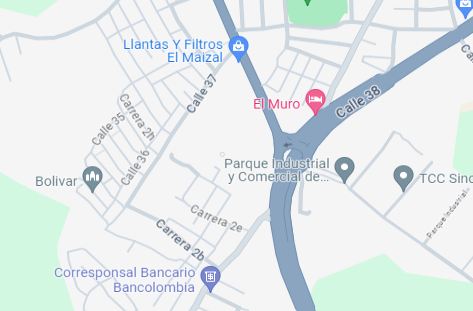 Llantas Y Filtros
El Maizal
Calle 37
Carrera 2h
Calle 35
El Muro
Calle 38
Calle 36
Bolivar
Parque Industrial
y Comercial de...
TCC Sinc
Carrera 2e
Parque Industrial
Carrera 2b
Corresponsal Bancario
Bancolombia